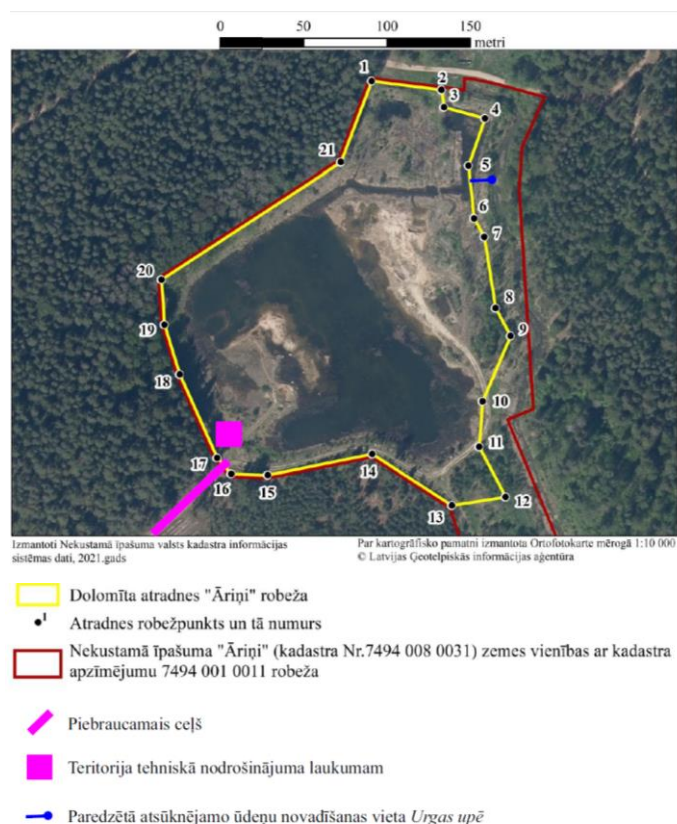 0 50 100 150
metri
1
2
3
4
21
5
6
7
20
8
19
9
18
10
11
17
14
16
15
12
13
Izmantoti Nekustamā īpašuma valsts kadastra informācijas
sistēmas dati, 2021.gads
Par kartogrāfisko pamatni izmantota Ortofotokarte mērogā 1:10 000
© Latvijas Ģeotelpiskās informācijas aģentūra
Dolomīta atradnes "Āriņi" robeža
1
Atradnes robežpunkts un tā numurs
Nekustamā īpašuma "Āriņi" (kadastra Nr.7494 008 0031) zemes vienības ar kadastra
apzīmējumu 7494 001 0011 robeža
Piebraucamais ceļš
Teritorija tehniskā nodrošinājuma laukumam
Paredzētā atsūknējamo ūdeņu novadīšanas vieta Urgas upē